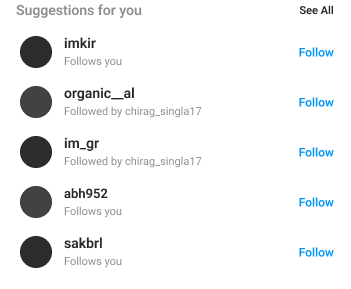 Suggestions for you See All
imkir
Follows you
Follow
organic__al
Followed by chirag_singla17
Follow
im_gr
Followed by chirag_singla17
Follow
abh952
Follows you
Follow
sakbrl
Follows you
Follow